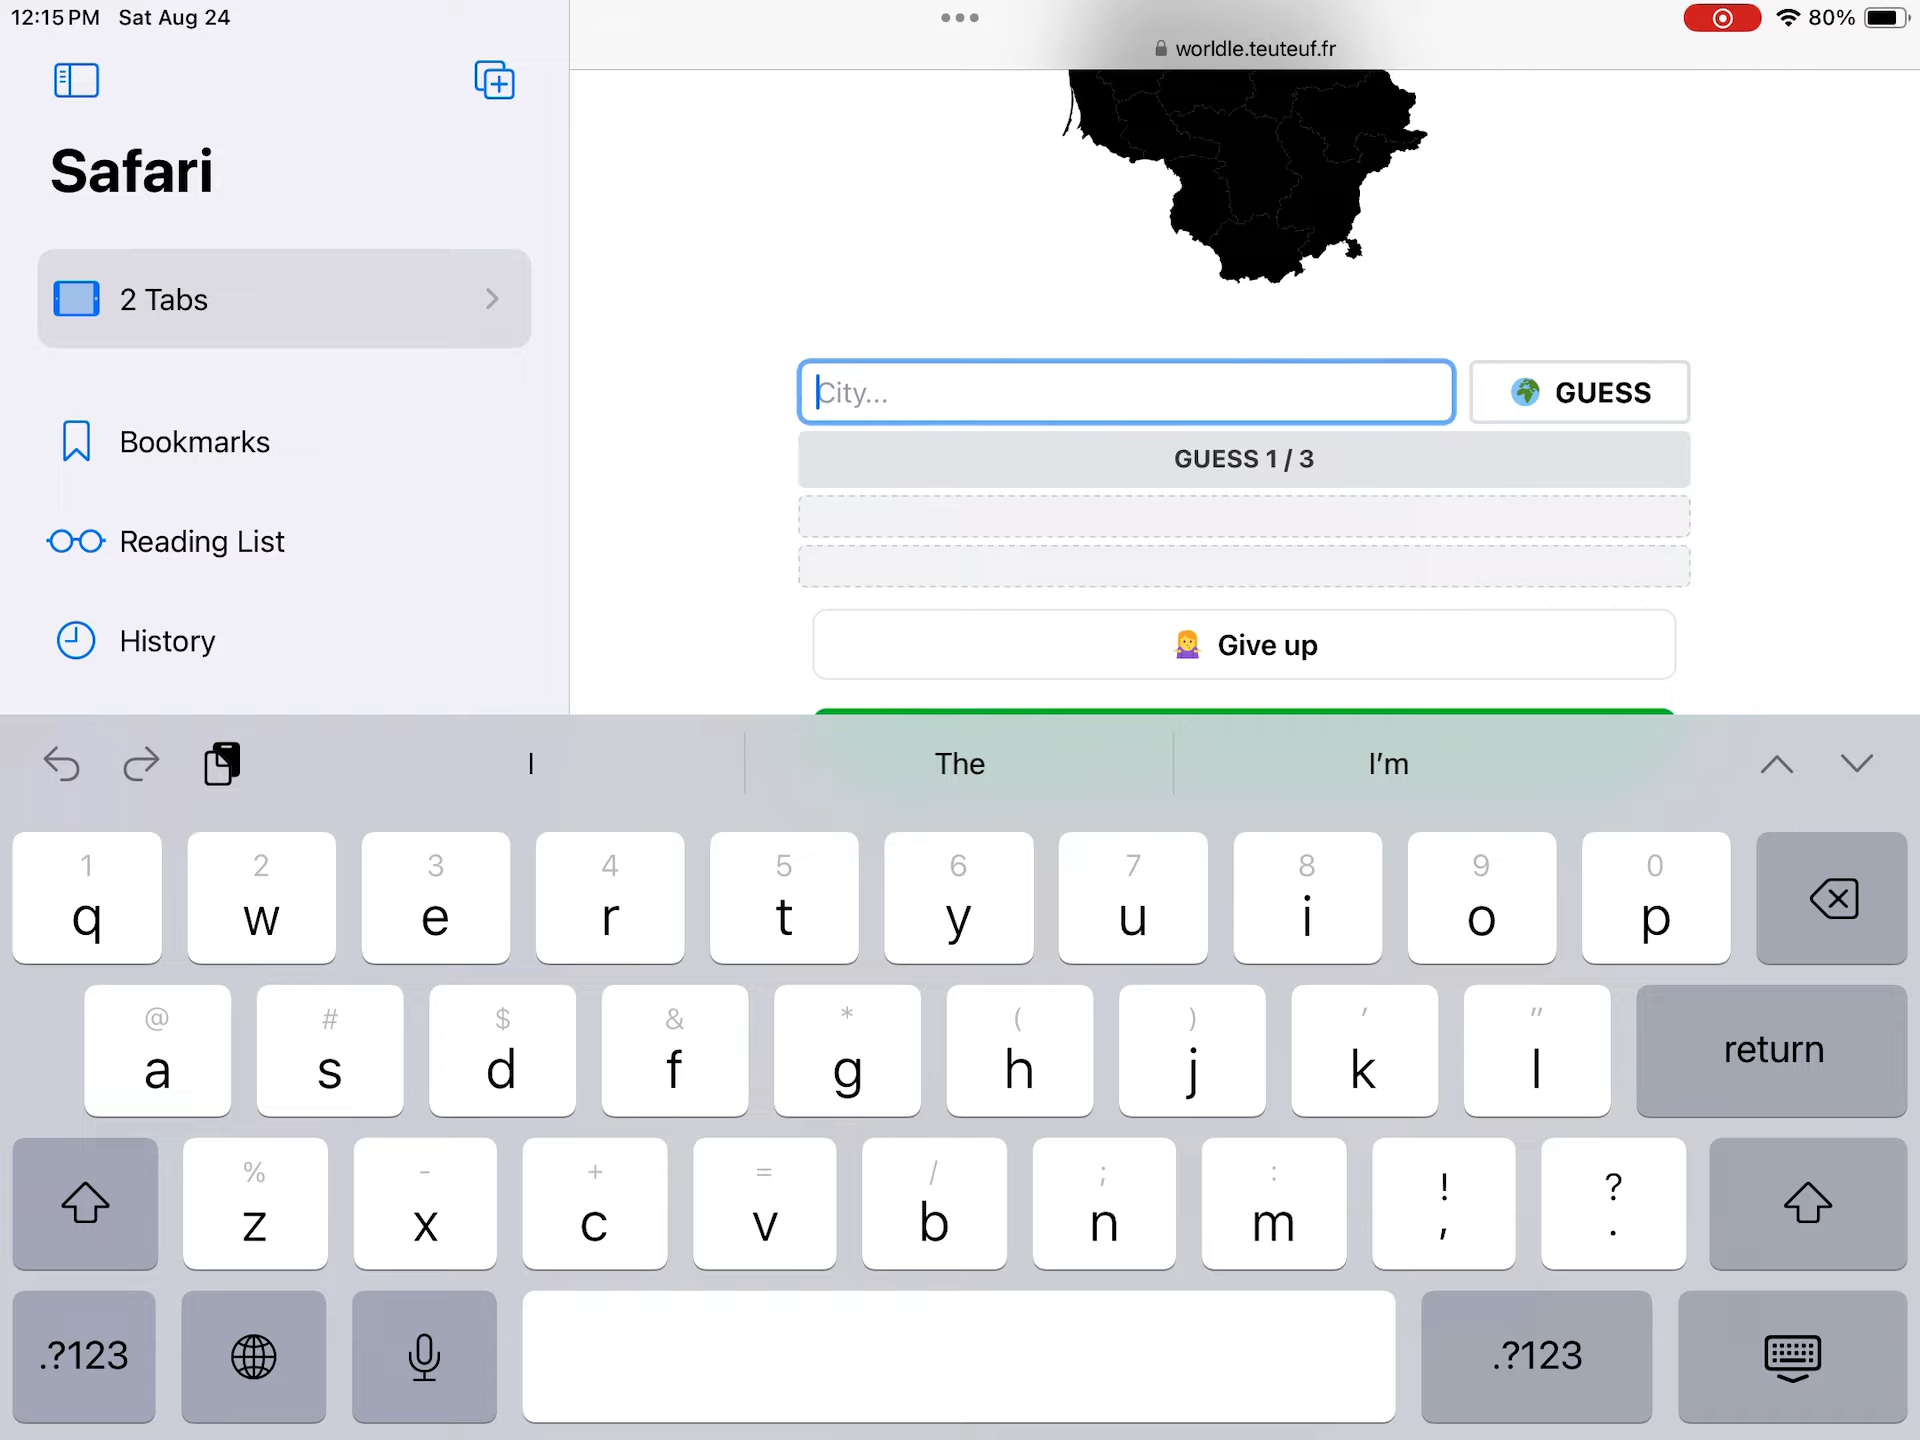 12:15 PM Sat Aug 24
80%
worldle.teuteuf.fr
Safari
2 Tabs
Bookmarks
Reading List
History
City...
GUESS
GUESS 1 / 3
Give up
I
The
I'm
1 2 3 4 5 6 7 8 9 0
q w e r t y u i o p
@ # $ & * ( ) ' "
a s d f g h j k l return
% - + = / ; : ! ?
z x c v b n m , .
.?123 .?123